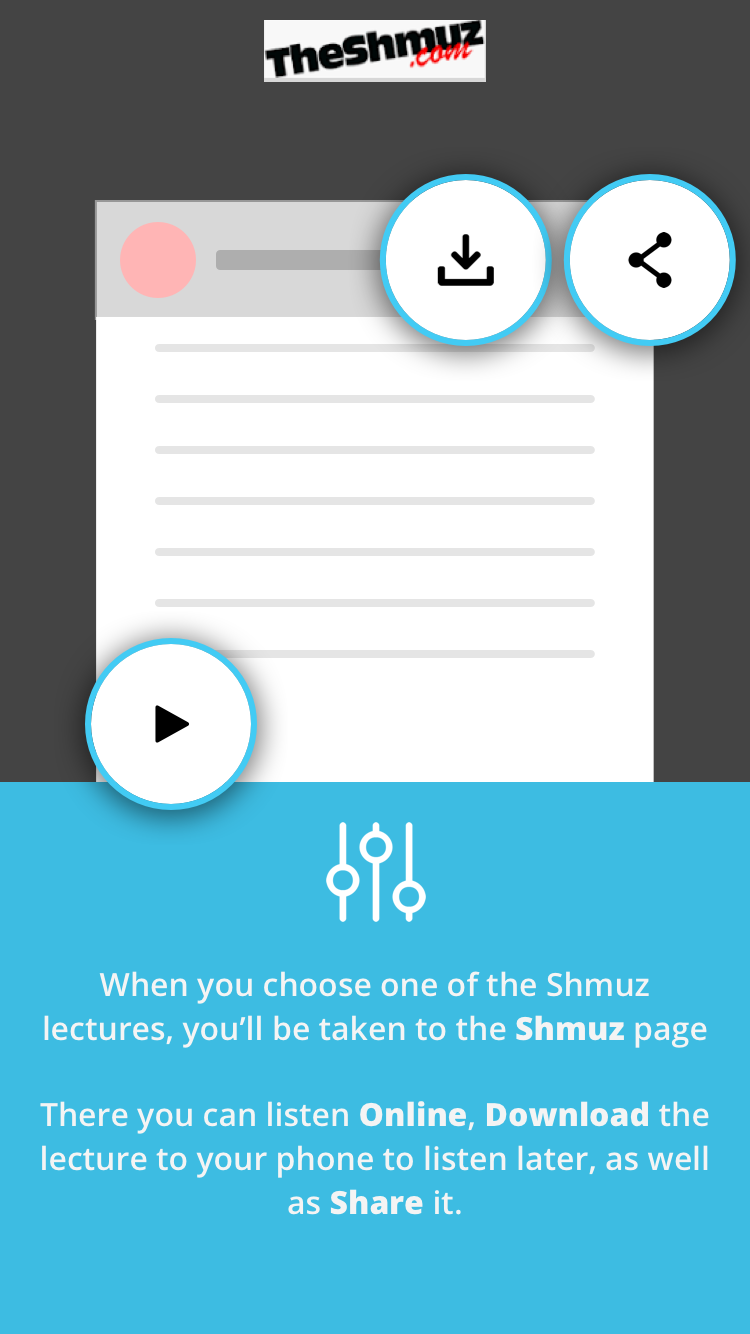 TheShmuz
.com
When you choose one of the Shmuz
lectures, you’ll be taken to the Shmuz page
There you can listen Online, Download the
lecture to your phone to listen later, as well
as Share it.